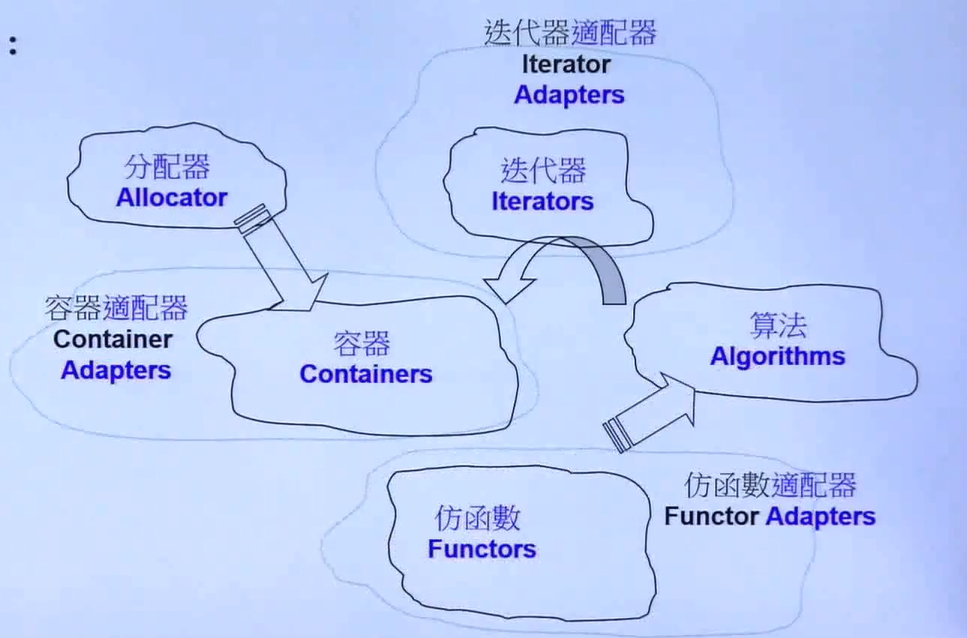 :
迭代器適配器
Iterator
Adapters
分配器
Allocator
迭代器
Iterators
容器適配器
Container
Adapters
容器
Containers
算法
Algorithms
仿函數
Functors
仿函數適配器
Functor Adapters